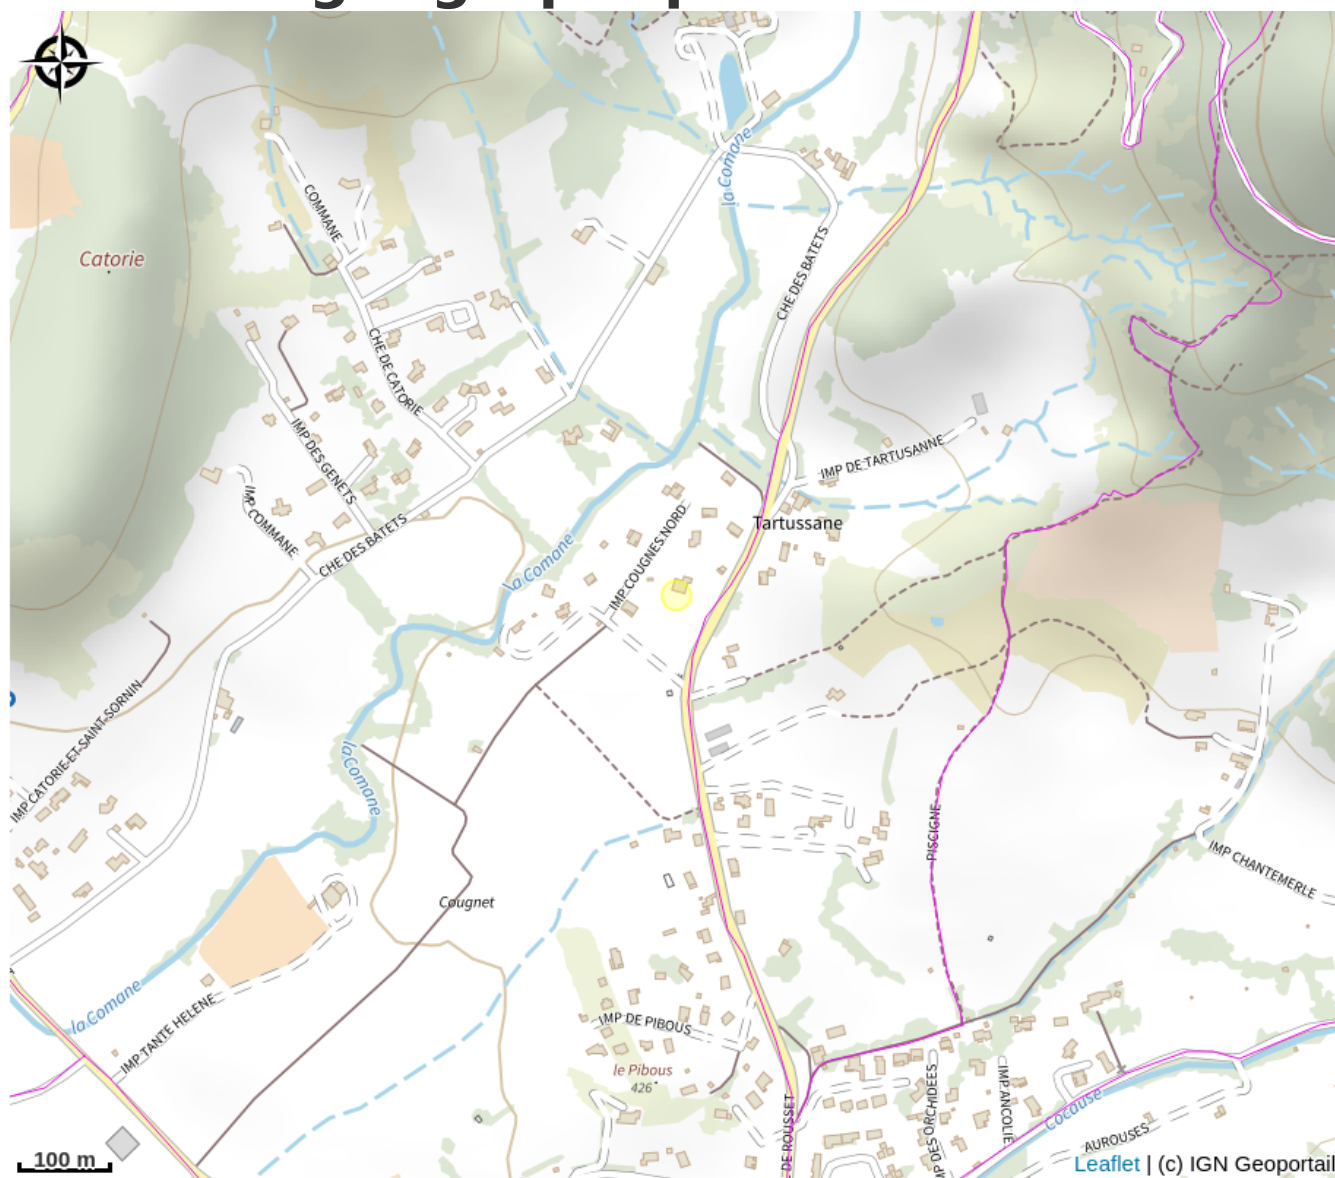 la Comane
COMMANE
Catorie
CHE DES BATETS
CHE DE CATORIE
IMP DES GENETS
IMP DE TARTUSANNE
IMP COMMANE
CHE DES BATETS
IMP COUGNES NORD
Tartussane
la Comane
IMP CATORIE ET SAINT-SORNIN
la Comane
PISCIGNE
IMP CHANTEMERLE
Cougnet
la Comane
IMP TANTE HELENE
IMP DE PIBOUS
le Pibous
426
DE ROUSSET
IMP DES ORCHIDEES
IMP ANCOLIE
Cocause
AUROUSES
100 m
Leaflet | (c) IGN Geoportail